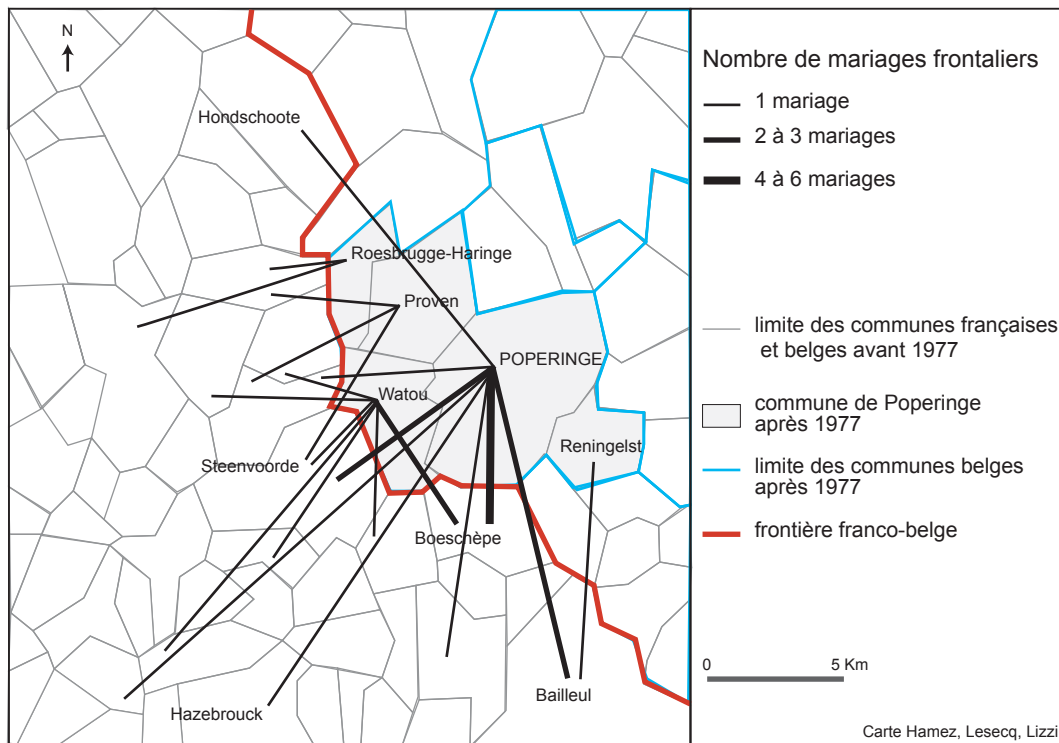 N
Hondschoote
Roesbrugge-Haringe
Proven
POPERINGE
Watou
Reningelst
Steenvoorde
Boeschèpe
Bailleul
Hazebrouck
Nombre de mariages frontaliers
1 mariage
2 à 3 mariages
4 à 6 mariages
limite des communes françaises
et belges avant 1977
commune de Poperinge
après 1977
limite des communes belges
après 1977
frontière franco-belge
0 5 Km
Carte Hamez, Lesecq, Lizzi